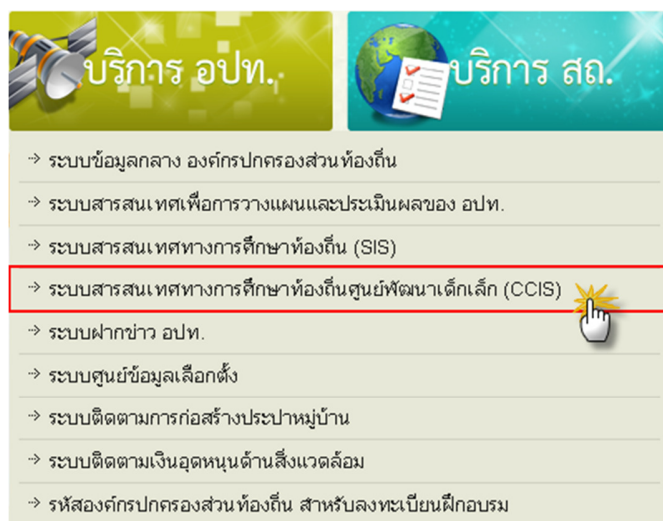 บริการ อปท.
บริการ สถ.
ระบบข้อมูลกลาง องค์กรปกครองส่วนท้องถิ่น
ระบบสารสนเทศเพื่อการวางแผนและประเมินผลของ อปท.
ระบบสารสนเทศทางการศึกษาท้องถิ่น (SIS)
ระบบสารสนเทศทางการศึกษาท้องถิ่นศูนย์พัฒนาเด็กเล็ก (CCIS)
ระบบฝากข่าว อปท.
ระบบศูนย์ข้อมูลเลือกตั้ง
ระบบติดตามการก่อสร้างประปาหมู่บ้าน
ระบบติดตามเงินอุดหนุนด้านสิ่งแวดล้อม
รหัสองค์กรปกครองส่วนท้องถิ่น สำหรับลงทะเบียนฝึกอบรม